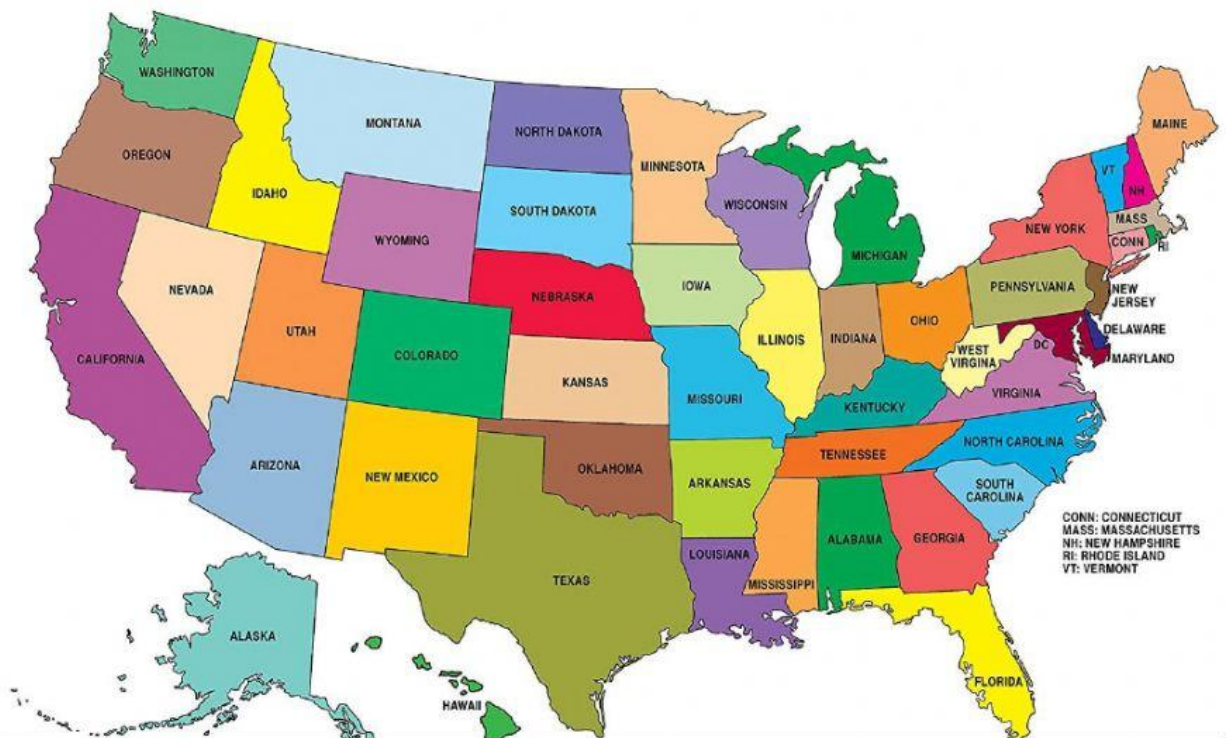 WASHINGTON
MONTANA
NORTH DAKOTA
MINNESOTA
OREGON
IDAHO
SOUTH DAKOTA
WISCONSIN
MICHIGAN
MAINE
VT
NH
MASS
NEW YORK
CONN
RI
WYOMING
NEVADA
UTAH
COLORADO
NEBRASKA
IOWA
ILLINOIS
INDIANA
OHIO
PENNSYLVANIA
NEW
JERSEY
DELAWARE
MARYLAND
DC
WEST
VIRGINA
VIRGINIA
CALIFORNIA
KANSAS
MISSOURI
KENTUCKY
ARIZONA
NEW MEXICO
OKLAHOMA
ARKANSAS
TENNESSEE
NORTH CAROLINA
SOUTH
CAROLINA
TEXAS
LOUISIANA
MISSISSIPPI
ALABAMA
GEORGIA
FLORIDA
ALASKA
HAWAII
CONN: CONNECTICUT
MASS: MASSACHUSETTS
NH: NEW HAMPSHIRE
RI: RHODE ISLAND
VT: VERMONT